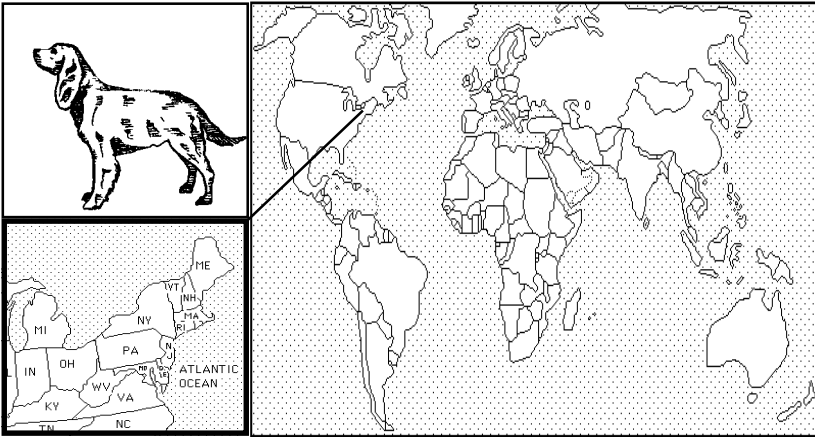 ME
VT
NH
MA
RI
NY
MI
PA
NJ
OH
IN
MD
DE
ATLANTIC
OCEAN
WV
VA
KY
NC
TN